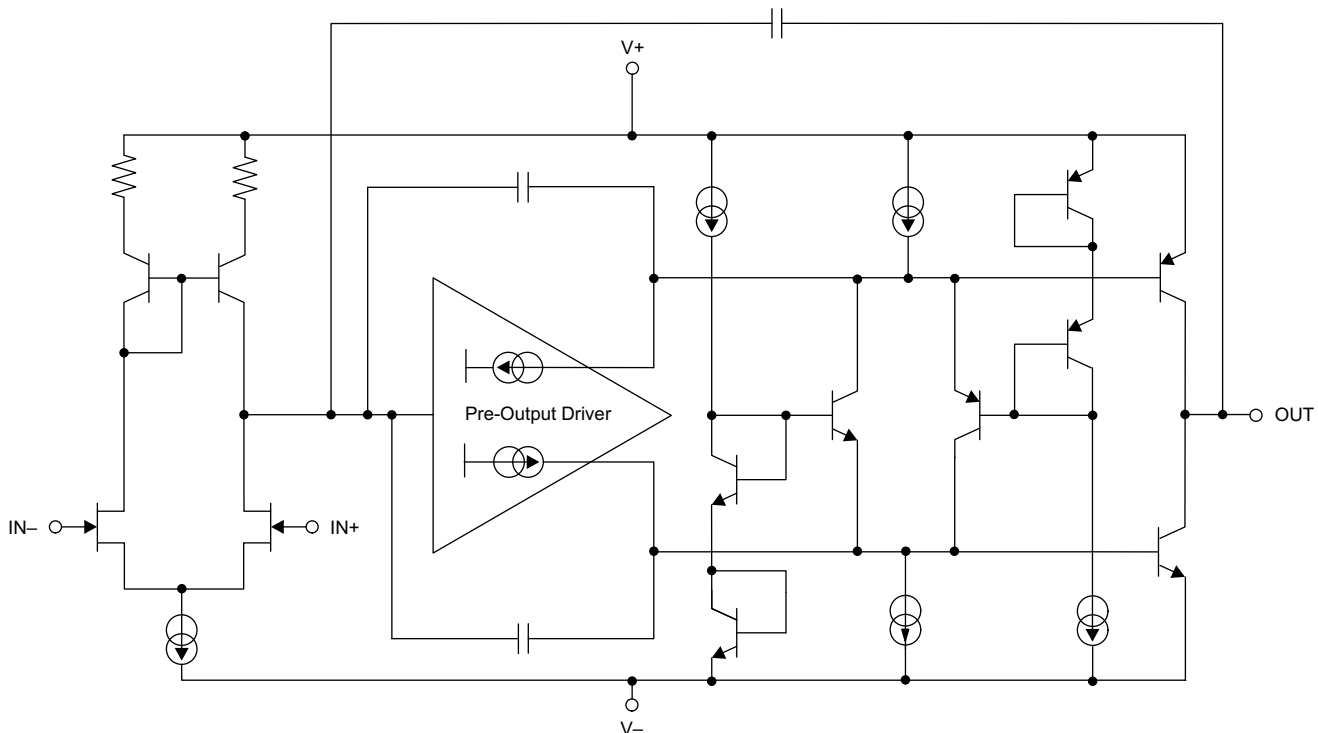 V+
Pre-Output Driver
OUT
IN–
IN+
V–